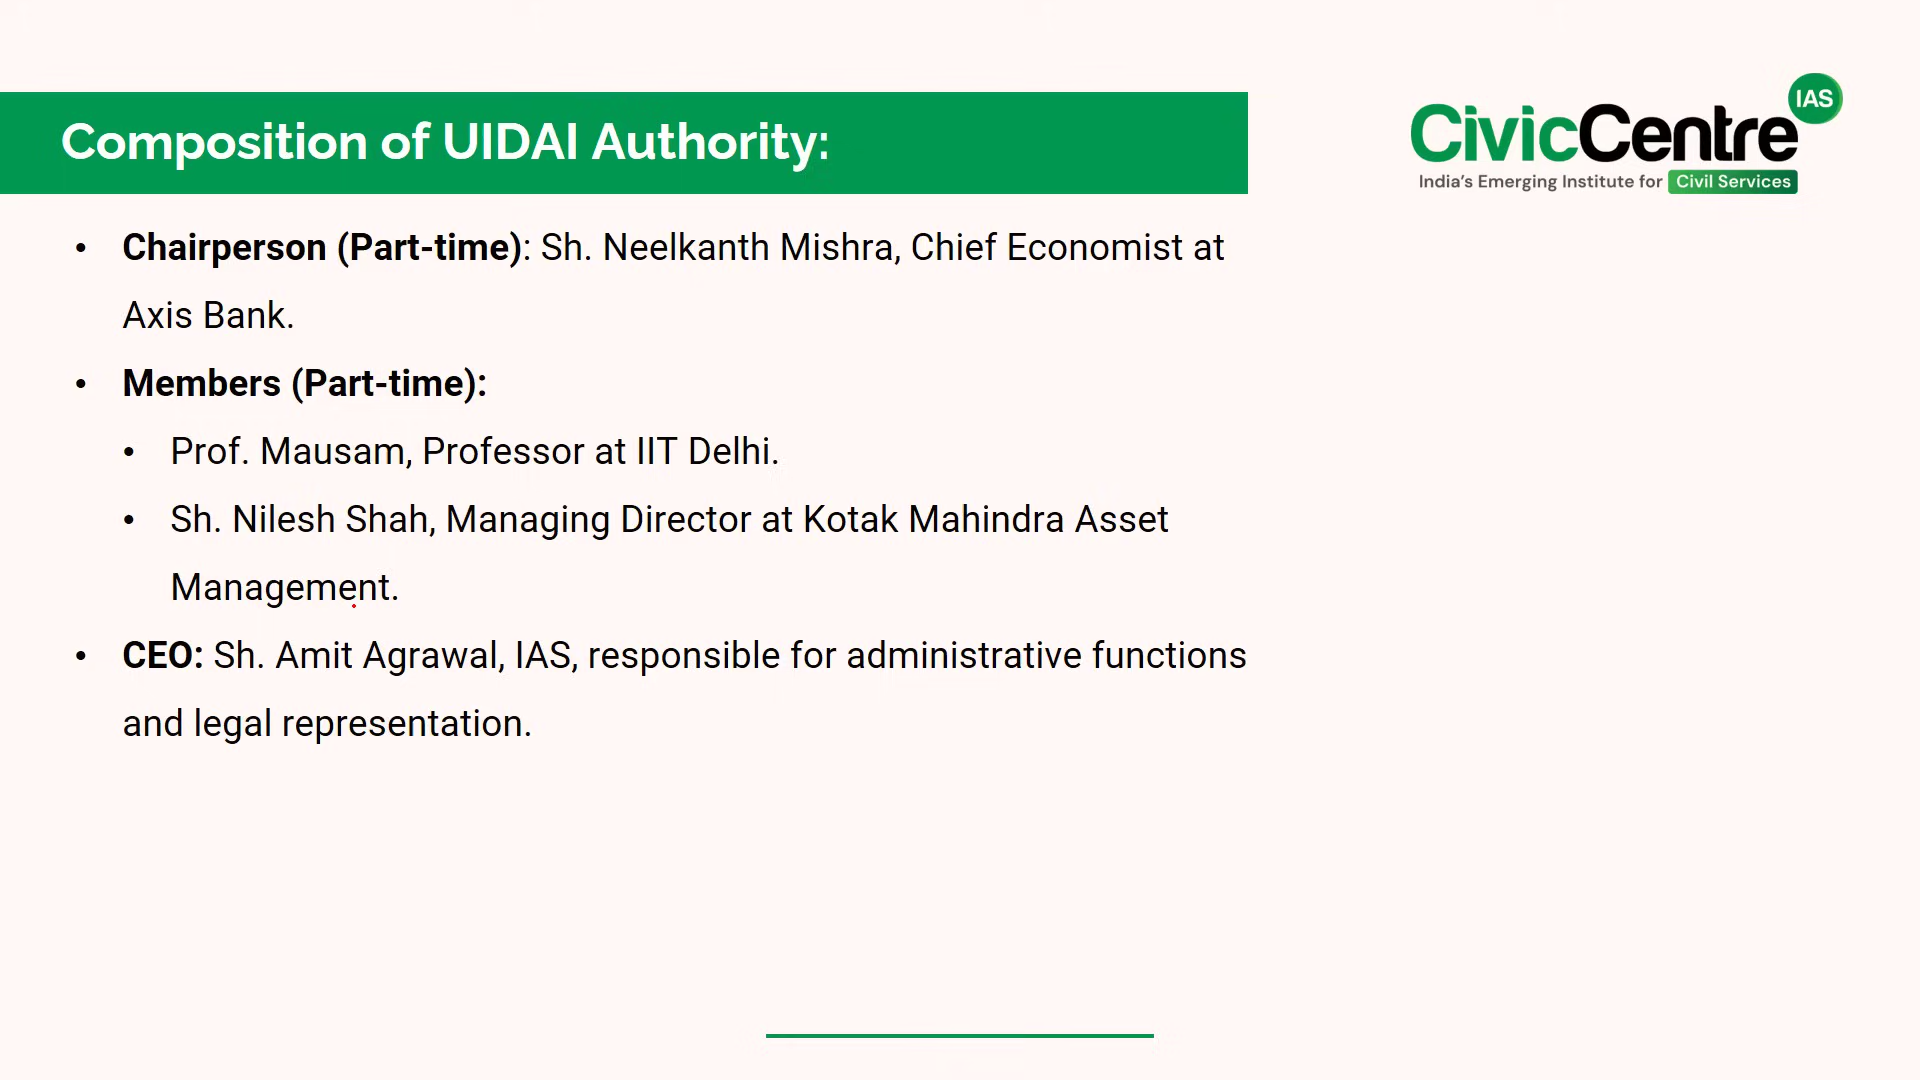 Composition of UIDAI Authority:
IAS
CivicCentre
India's Emerging Institute for Civil Services
• Chairperson (Part-time): Sh. Neelkanth Mishra, Chief Economist at
Axis Bank.
• Members (Part-time):
• Prof. Mausam, Professor at IIT Delhi.
• Sh. Nilesh Shah, Managing Director at Kotak Mahindra Asset
Management.
• CEO: Sh. Amit Agrawal, IAS, responsible for administrative functions
and legal representation.